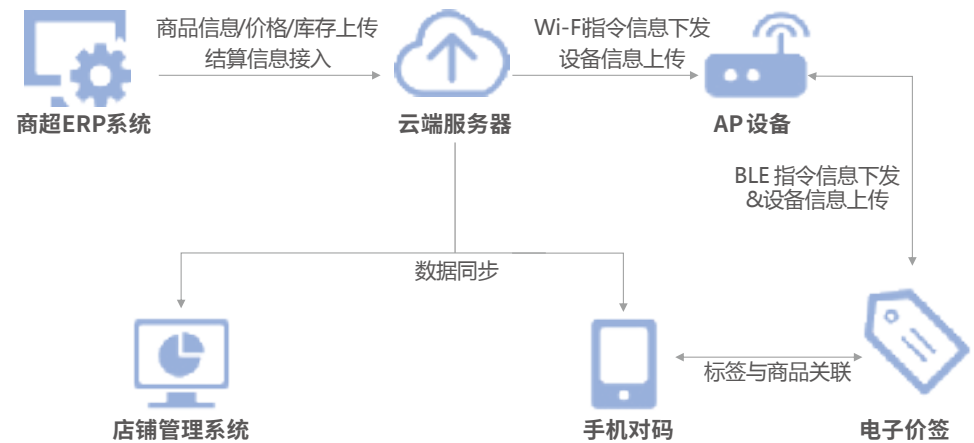 商品信息/价格/库存上传
结算信息接入
Wi-F指令信息下发
设备信息上传
商超ERP系统
云端服务器
AP设备
BLE 指令信息下发
&设备信息上传
数据同步
标签与商品关联
店铺管理系统
手机对码
电子价签